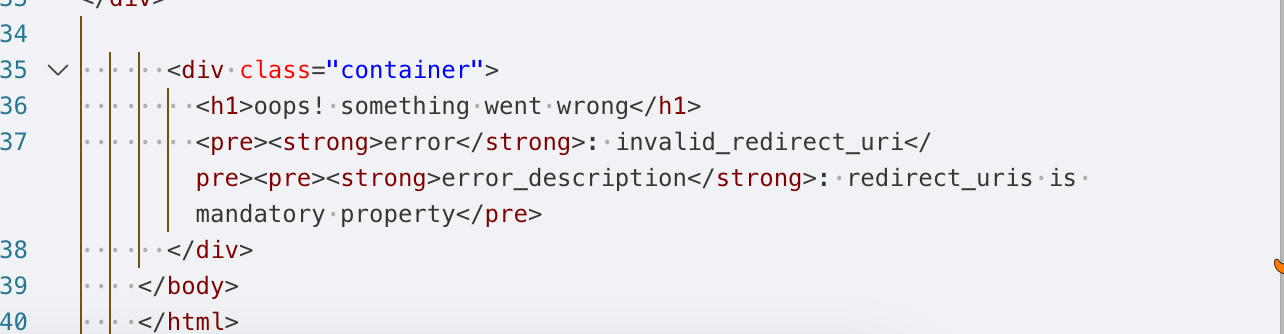 33 </div>
34
35 <div class="container">
36 <h1>oops! something went wrong</h1>
37 <pre><strong>error</strong>: invalid_redirect_uri</
pre><pre><strong>error_description</strong>: redirect_uris is
mandatory property</pre>
38 </div>
39 </body>
40 </html>